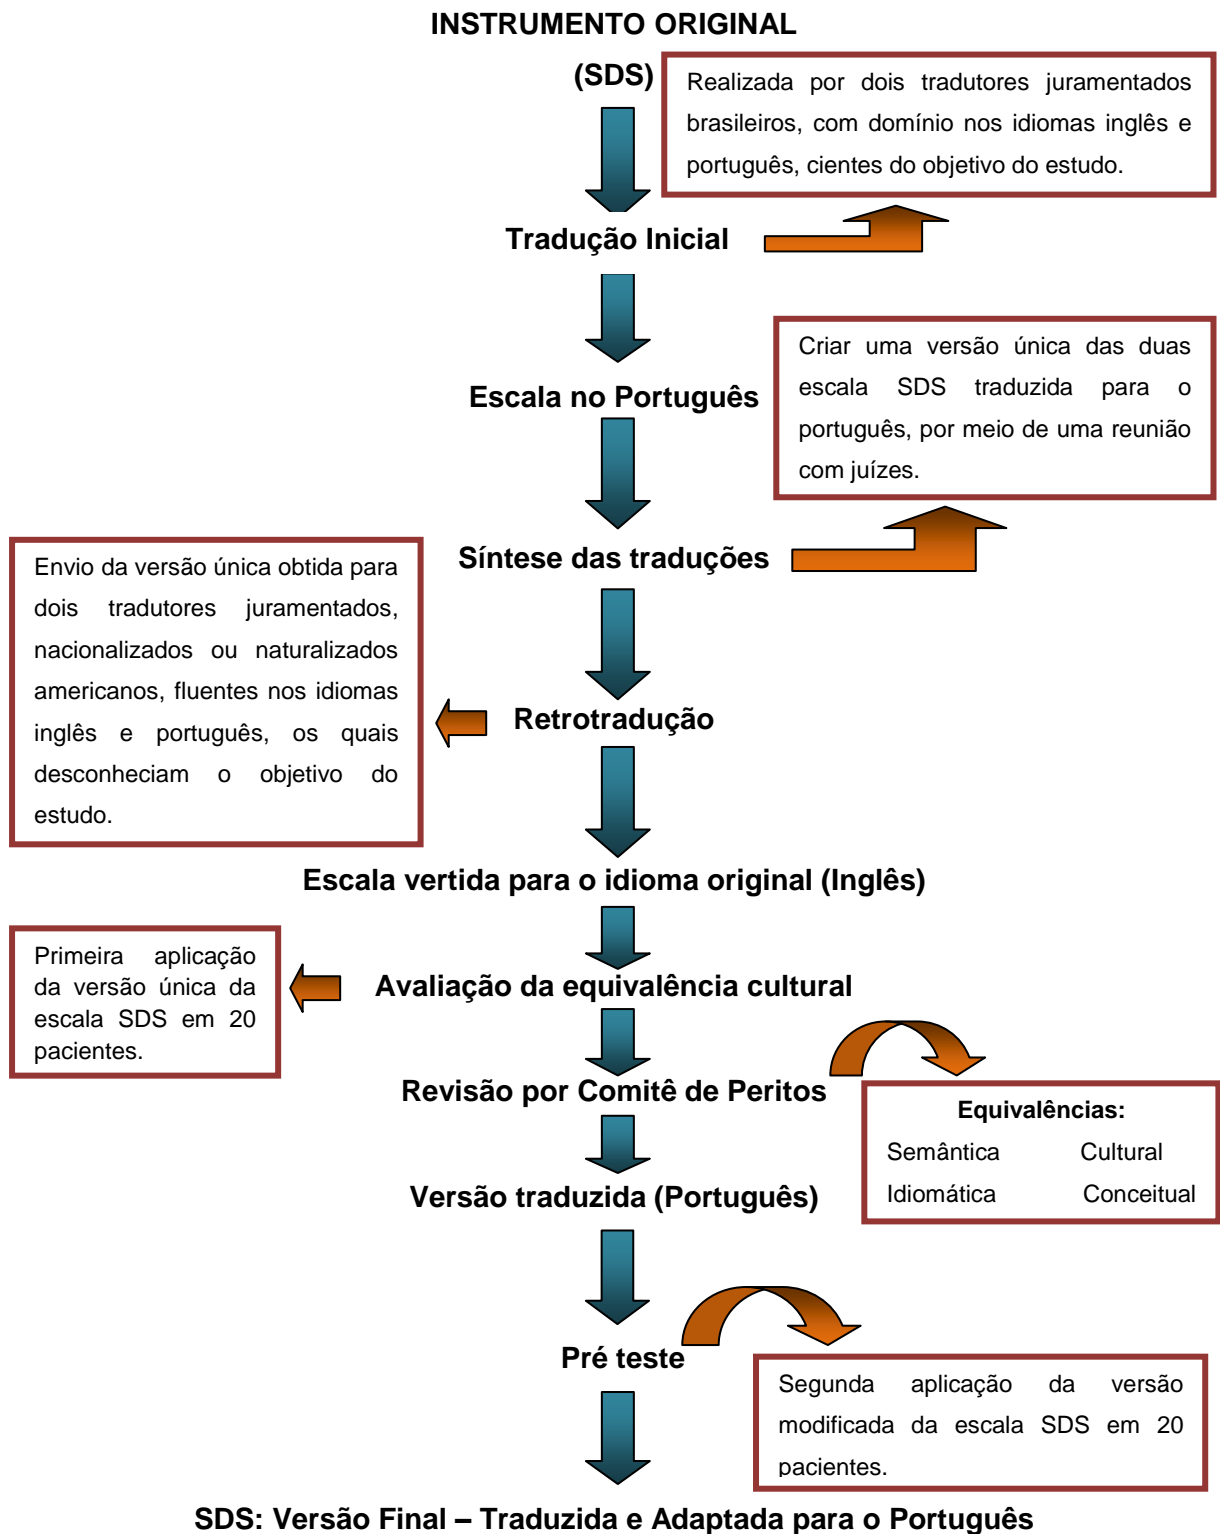 INSTRUMENTO ORIGINAL
(SDS)
Realizada por dois tradutores juramentados
brasileiros, com domínio nos idiomas inglês e
português, cientes do objetivo do estudo.
Tradução Inicial
Escala no Português
Criar uma versão única das duas
escala SDS traduzida para o
português, por meio de uma reunião
com juízes.
Síntese das traduções
Envio da versão única obtida para
dois tradutores juramentados,
nacionalizados ou naturalizados
americanos, fluentes nos idiomas
inglês e português, os quais
desconheciam o objetivo do
estudo.
Retrotradução
Escala vertida para o idioma original (Inglês)
Avaliação da equivalência cultural
Primeira aplicação
da versão única da
escala SDS em 20
pacientes.
Revisão por Comitê de Peritos
Equivalências:
Semântica Cultural
Idiomática Conceitual
Versão traduzida (Português)
Pré teste
Segunda aplicação da versão
modificada da escala SDS em 20
pacientes.
SDS: Versão Final – Traduzida e Adaptada para o Português